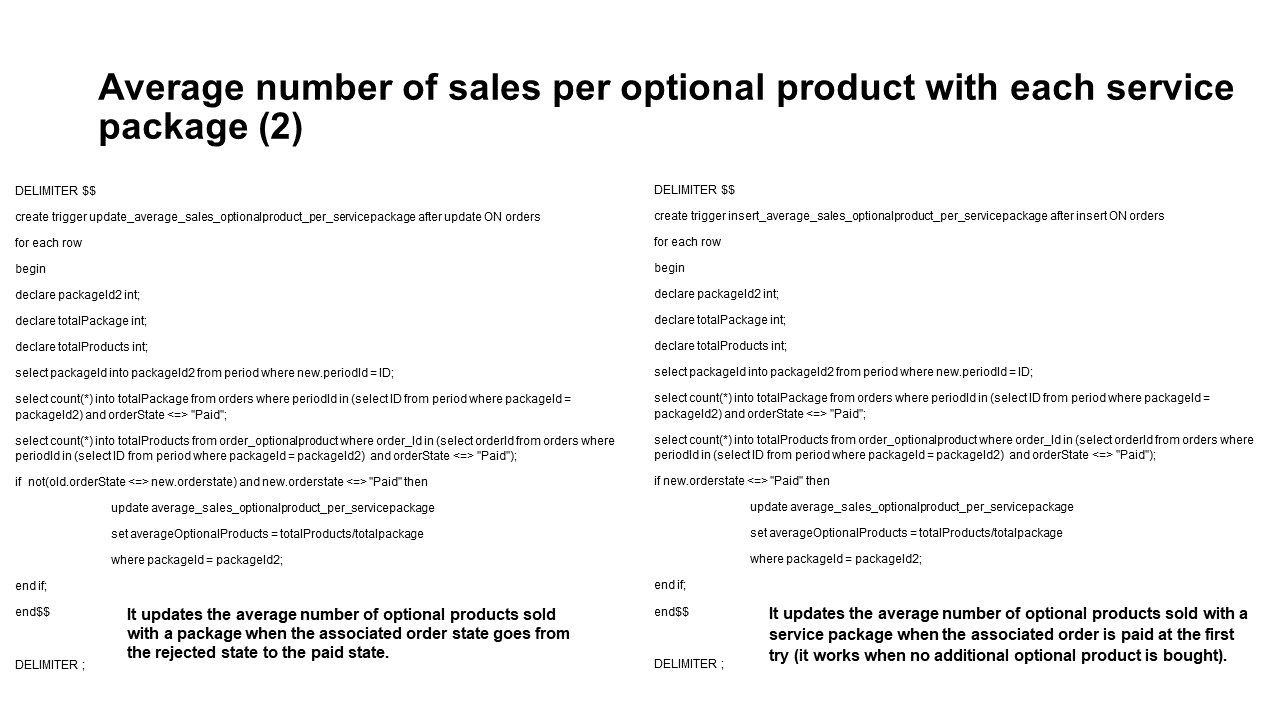 Average number of sales per optional product with each service
package (2)
DELIMITER $$
create trigger update_average_sales_optionalproduct_per_servicepackage after update ON orders
for each row
begin
declare packageId2 int;
declare totalPackage int;
declare totalProducts int;
select packageId into packageId2 from period where new.periodId = ID;
select count(*) into totalPackage from orders where periodId in (select ID from period where packageId =
packageId2) and orderState <=> "Paid";
select count(*) into totalProducts from order_optionalproduct where order_Id in (select orderId from orders where
periodId in (select ID from period where packageId = packageId2)  and orderState <=> "Paid");
if  not(old.orderState <=> new.orderstate) and new.orderstate <=> "Paid" then
update average_sales_optionalproduct_per_servicepackage
set averageOptionalProducts = totalProducts/totalpackage
where packageId = packageId2;
end if;
end$$
It updates the average number of optional products sold
with a package when the associated order state goes from
the rejected state to the paid state.
DELIMITER ;
DELIMITER $$
create trigger insert_average_sales_optionalproduct_per_servicepackage after insert ON orders
for each row
begin
declare packageId2 int;
declare totalPackage int;
declare totalProducts int;
select packageId into packageId2 from period where new.periodId = ID;
select count(*) into totalPackage from orders where periodId in (select ID from period where packageId =
packageId2) and orderState <=> "Paid";
select count(*) into totalProducts from order_optionalproduct where order_Id in (select orderId from orders where
periodId in (select ID from period where packageId = packageId2)  and orderState <=> "Paid");
if new.orderstate <=> "Paid" then
update average_sales_optionalproduct_per_servicepackage
set averageOptionalProducts = totalProducts/totalpackage
where packageId = packageId2;
end if;
end$$
It updates the average number of optional products sold with a
service package when the associated order is paid at the first
try (it works when no additional optional product is bought).
DELIMITER ;